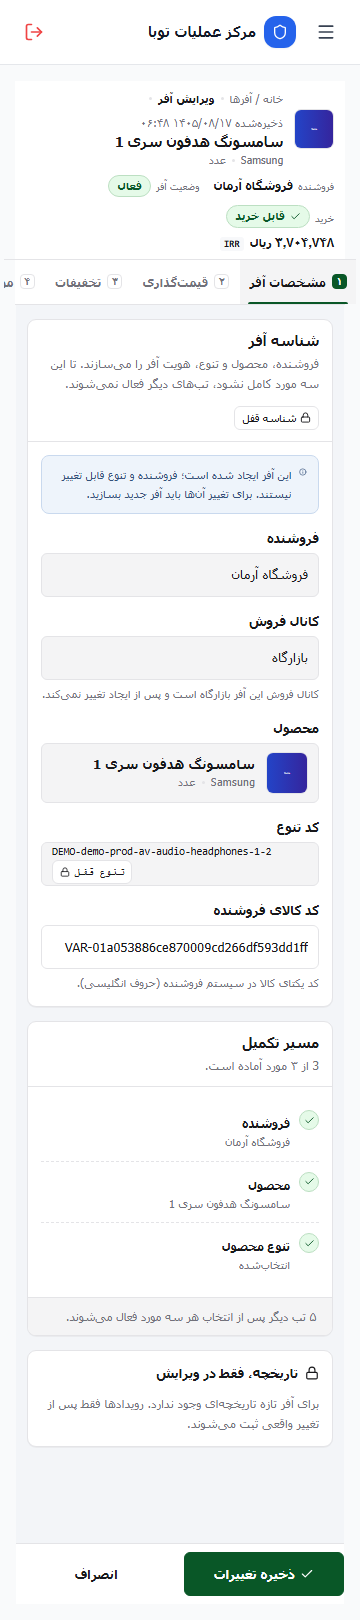 مرکز عملیات توبا
خانه / آفرها · ویرایش آفر ·
ذخیره‌شده ۱۴۰۵/۰۸/۱۷ ۰۶:۴۸
سامسونگ هدفون سری 1
Samsung · عدد
فروشنده فروشگاه آرمان وضعیت آفر فعال
خرید قابل خرید
۳,۷۰۴,۷۴۸ ریال IRR
۱ مشخصات آفر ۲ قیمت‌گذاری ۳ تخفیفات ۴
شناسه آفر
فروشنده، محصول و تنوع، هویت آفر را می‌سازند. تا این
سه مورد کامل نشود، تب‌های دیگر فعال نمی‌شوند.
شناسه قفل
این آفر ایجاد شده است؛ فروشنده و تنوع قابل تغییر
نیستند. برای تغییر آن‌ها باید آفر جدید بسازید.
فروشنده
فروشگاه آرمان
کانال فروش
بازارگاه
کانال فروش این آفر بازارگاه است و پس از ایجاد تغییر نمی‌کند.
محصول
سامسونگ هدفون سری 1
Samsung · عدد
کد تنوع
DEMO-demo-prod-av-audio-headphones-1-2
تنوع قفل
کد کالای فروشنده
VAR-01a053886ce870009cd266df593dd1ff
کد یکتای کالا در سیستم فروشنده (حروف انگلیسی).
مسیر تکمیل
3 از ۳ مورد آماده است.
فروشنده
فروشگاه آرمان
محصول
سامسونگ هدفون سری 1
تنوع محصول
انتخاب‌شده
۵ تب دیگر پس از انتخاب هر سه مورد فعال می‌شوند.
تاریخچه، فقط در ویرایش
برای آفر تازه تاریخچه‌ای وجود ندارد. رویدادها فقط پس از
تغییر واقعی ثبت می‌شوند.
ذخیره تغییرات انصراف